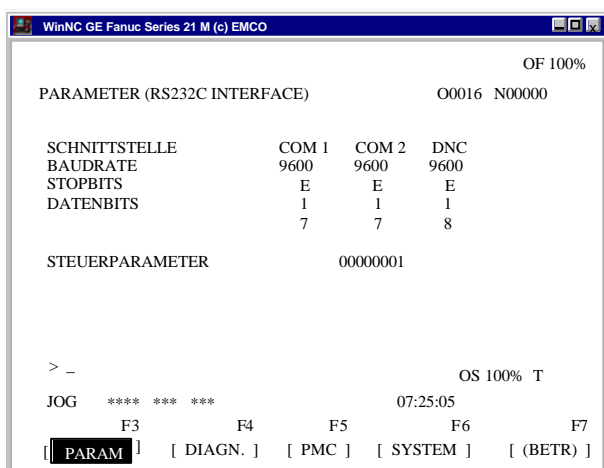 WinNC GE Fanuc Series 21 M (c) EMCO
OF 100%
PARAMETER (RS232C INTERFACE) O0016 N00000
SCHNITTSTELLE COM 1 COM 2 DNC
BAUDRATE 9600 9600 9600
STOPBITS E E E
DATENBITS 1 1 1
7 7 8
STEUERPARAMETER 00000001
> _
OS 100% T
JOG **** *** *** 07:25:05
F3 F4 F5 F6 F7
[ PARAM ] [ DIAGN. ] [ PMC ] [ SYSTEM ] [ (BETR) ]